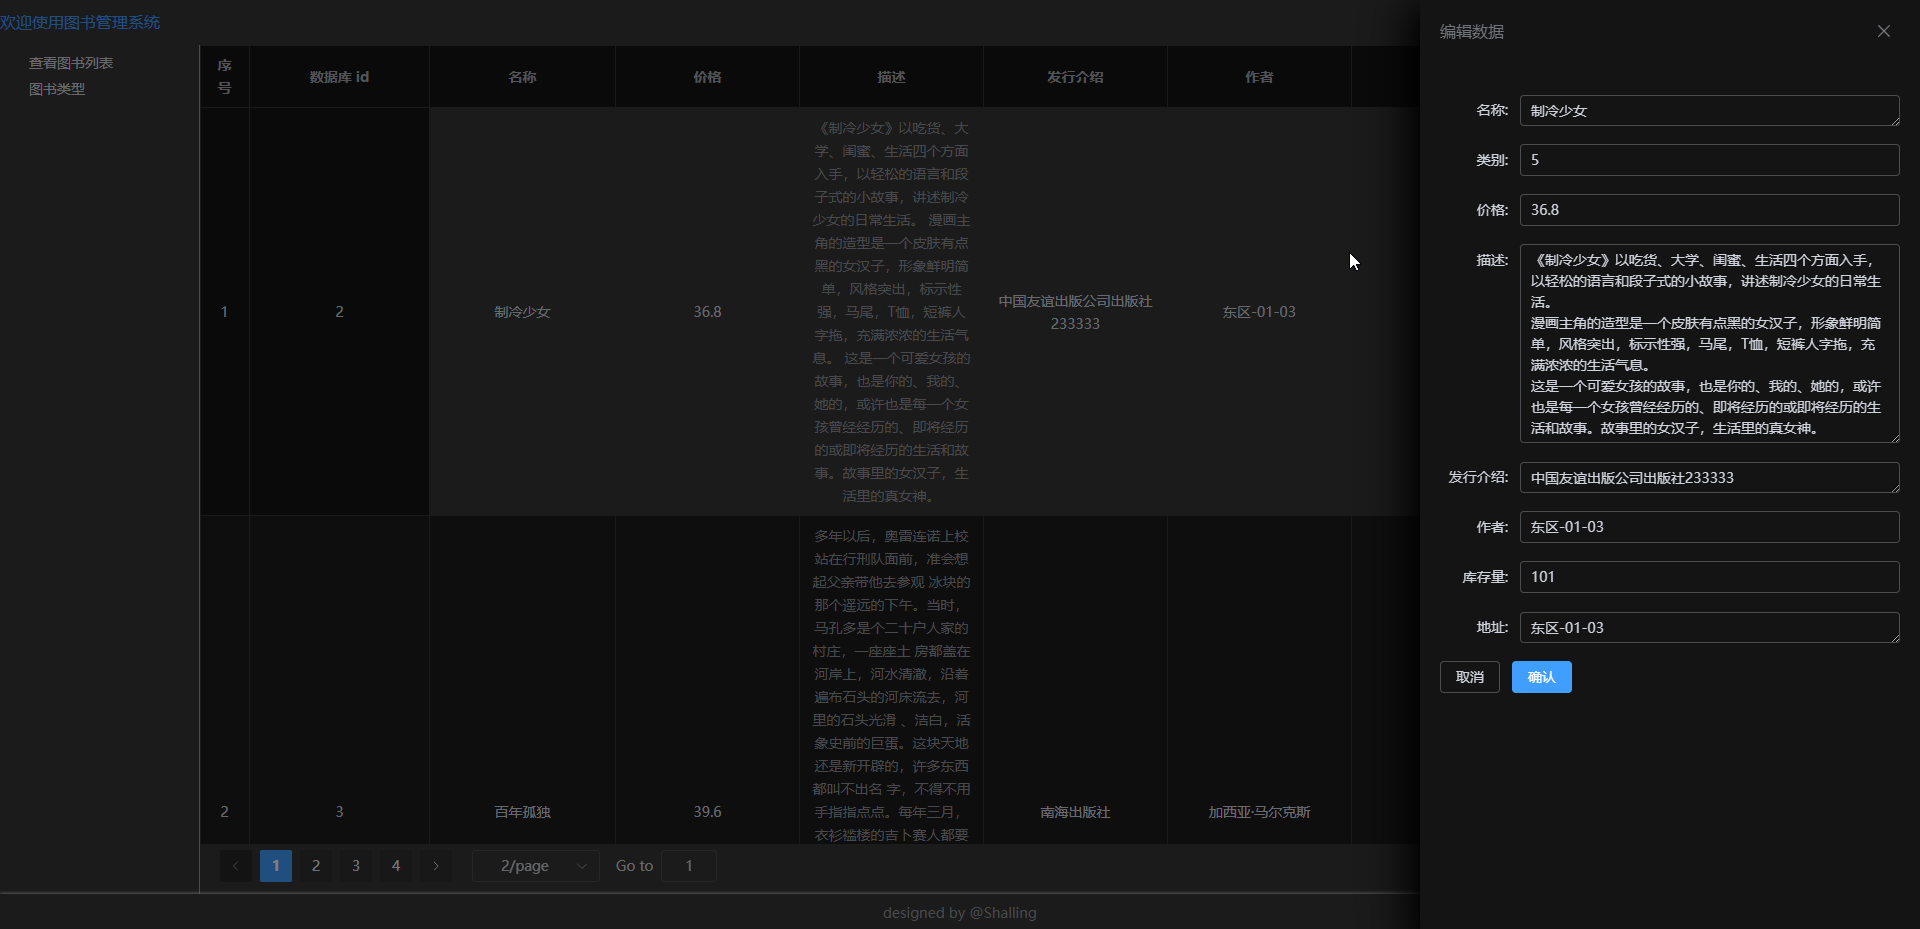 欢迎使用图书管理系统
查看图书列表
图书类型
序
号
数据库 id
名称
价格
描述
发行介绍
作者
1
2
制冷少女
36.8
《制冷少女》以吃货、大
学、闺蜜、生活四个方面
入手，以轻松的语言和段
子式的小故事，讲述制冷
少女的日常生活。 漫画主
角的造型是一个皮肤有点
黑的女汉子，形象鲜明简
单，风格突出，标示性
强，马尾，T恤，短裤人
字拖，充满浓浓的生活气
息。 这是一个可爱女孩的
故事，也是你的、我的、
她的，或许也是每一个女
孩曾经经历的、即将经历
的或即将经历的生活和故
事。故事里的女汉子，生
活里的真女神。
中国友谊出版公司出版社
233333
东区-01-03
2
3
百年孤独
39.6
多年以后，奥雷连诺上校
站在行刑队面前，准会想
起父亲带他去参观 冰块的
那个遥远的下午。当时，
马孔多是个二十户人家的
村庄，一座座土 房都盖在
河岸上，河水清澈，沿着
遍布石头的河床流去，河
里的石头光滑 、洁白，活
象史前的巨蛋。这块天地
还是新开辟的，许多东西
都叫不出名 字，不得不用
手指指点点。每年三月，
衣衫褴楼的吉卜赛人都要
南海出版社
加西亚·马尔克斯
1
2
3
4
2/page
Go to
1
designed by @Shalling
编辑数据
名称:
制冷少女
类别:
5
价格:
36.8
描述:
《制冷少女》以吃货、大学、闺蜜、生活四个方面入手，
以轻松的语言和段子式的小故事，讲述制冷少女的日常生
活。
漫画主角的造型是一个皮肤有点黑的女汉子，形象鲜明简
单，风格突出，标示性强，马尾，T恤，短裤人字拖，充
满浓浓的生活气息。
这是一个可爱女孩的故事，也是你的、我的、她的，或许
也是每一个女孩曾经经历的、即将经历的或即将经历的生
活和故事。故事里的女汉子，生活里的真女神。
发行介绍:
中国友谊出版公司出版社233333
作者:
东区-01-03
库存量:
101
地址:
东区-01-03
取消
确认